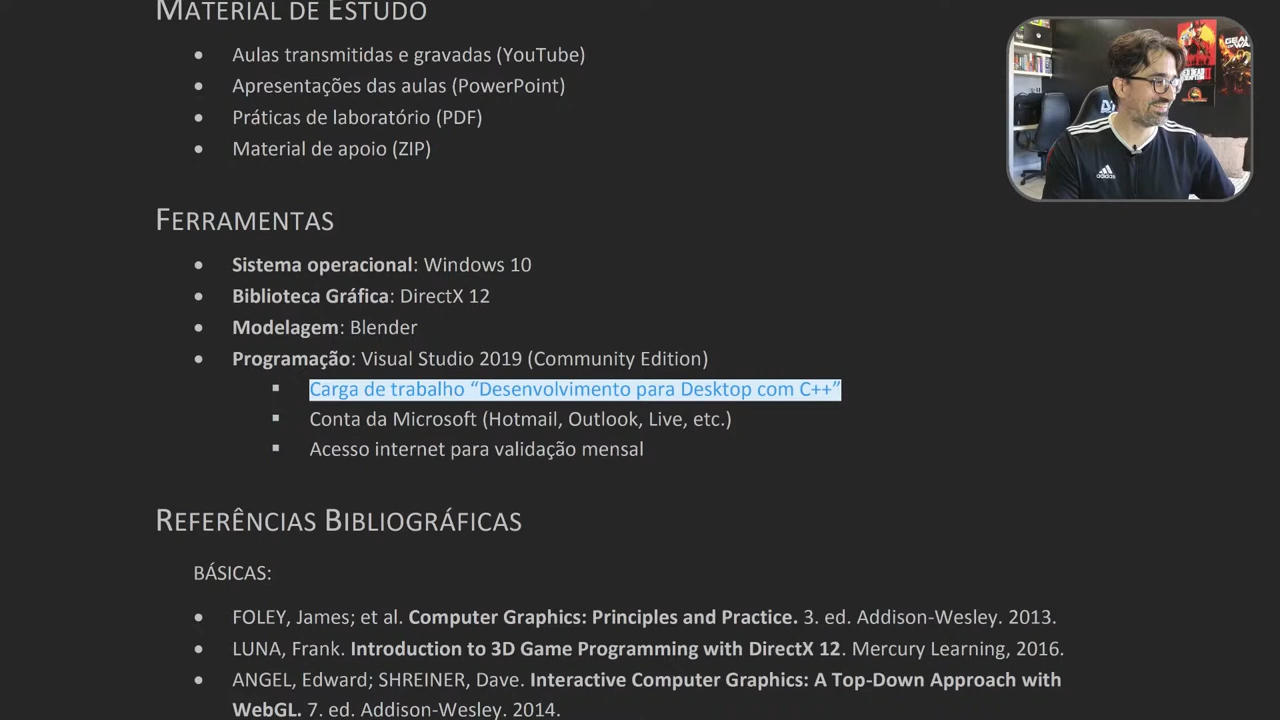 MATERIAL DE ESTUDO
• Aulas transmitidas e gravadas (YouTube)
• Apresentações das aulas (PowerPoint)
• Práticas de laboratório (PDF)
• Material de apoio (ZIP)
FERRAMENTAS
• Sistema operacional: Windows 10
• Biblioteca Gráfica: DirectX 12
• Modelagem: Blender
• Programação: Visual Studio 2019 (Community Edition)
▪ Carga de trabalho “Desenvolvimento para Desktop com C++”
▪ Conta da Microsoft (Hotmail, Outlook, Live, etc.)
▪ Acesso internet para validação mensal
REFERÊNCIAS BIBLIOGRÁFICAS
BÁSICAS:
• FOLEY, James; et al. Computer Graphics: Principles and Practice. 3. ed. Addison-Wesley. 2013.
• LUNA, Frank. Introduction to 3D Game Programming with DirectX 12. Mercury Learning, 2016.
• ANGEL, Edward; SHREINER, Dave. Interactive Computer Graphics: A Top-Down Approach with
WebGL. 7. ed. Addison-Wesley. 2014.
adidas